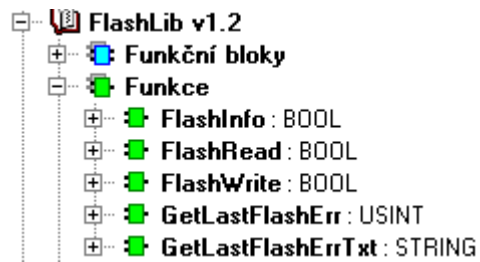 FlashLib v1.2
Funkční bloky
Funkce
FlashInfo : BOOL
FlashRead : BOOL
FlashWrite : BOOL
GetLastFlashErr : USINT
GetLastFlashErrTxt : STRING